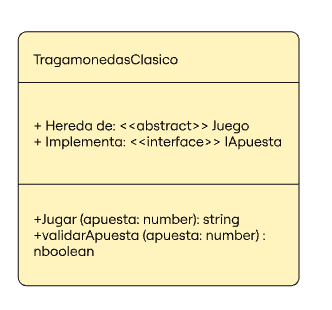 TragamonedasClasico
+ Hereda de: <<abstract>> Juego
+ Implementa: <<interface>> IApuesta
+Jugar (apuesta: number): string
+validarApuesta (apuesta: number) :
nboolean